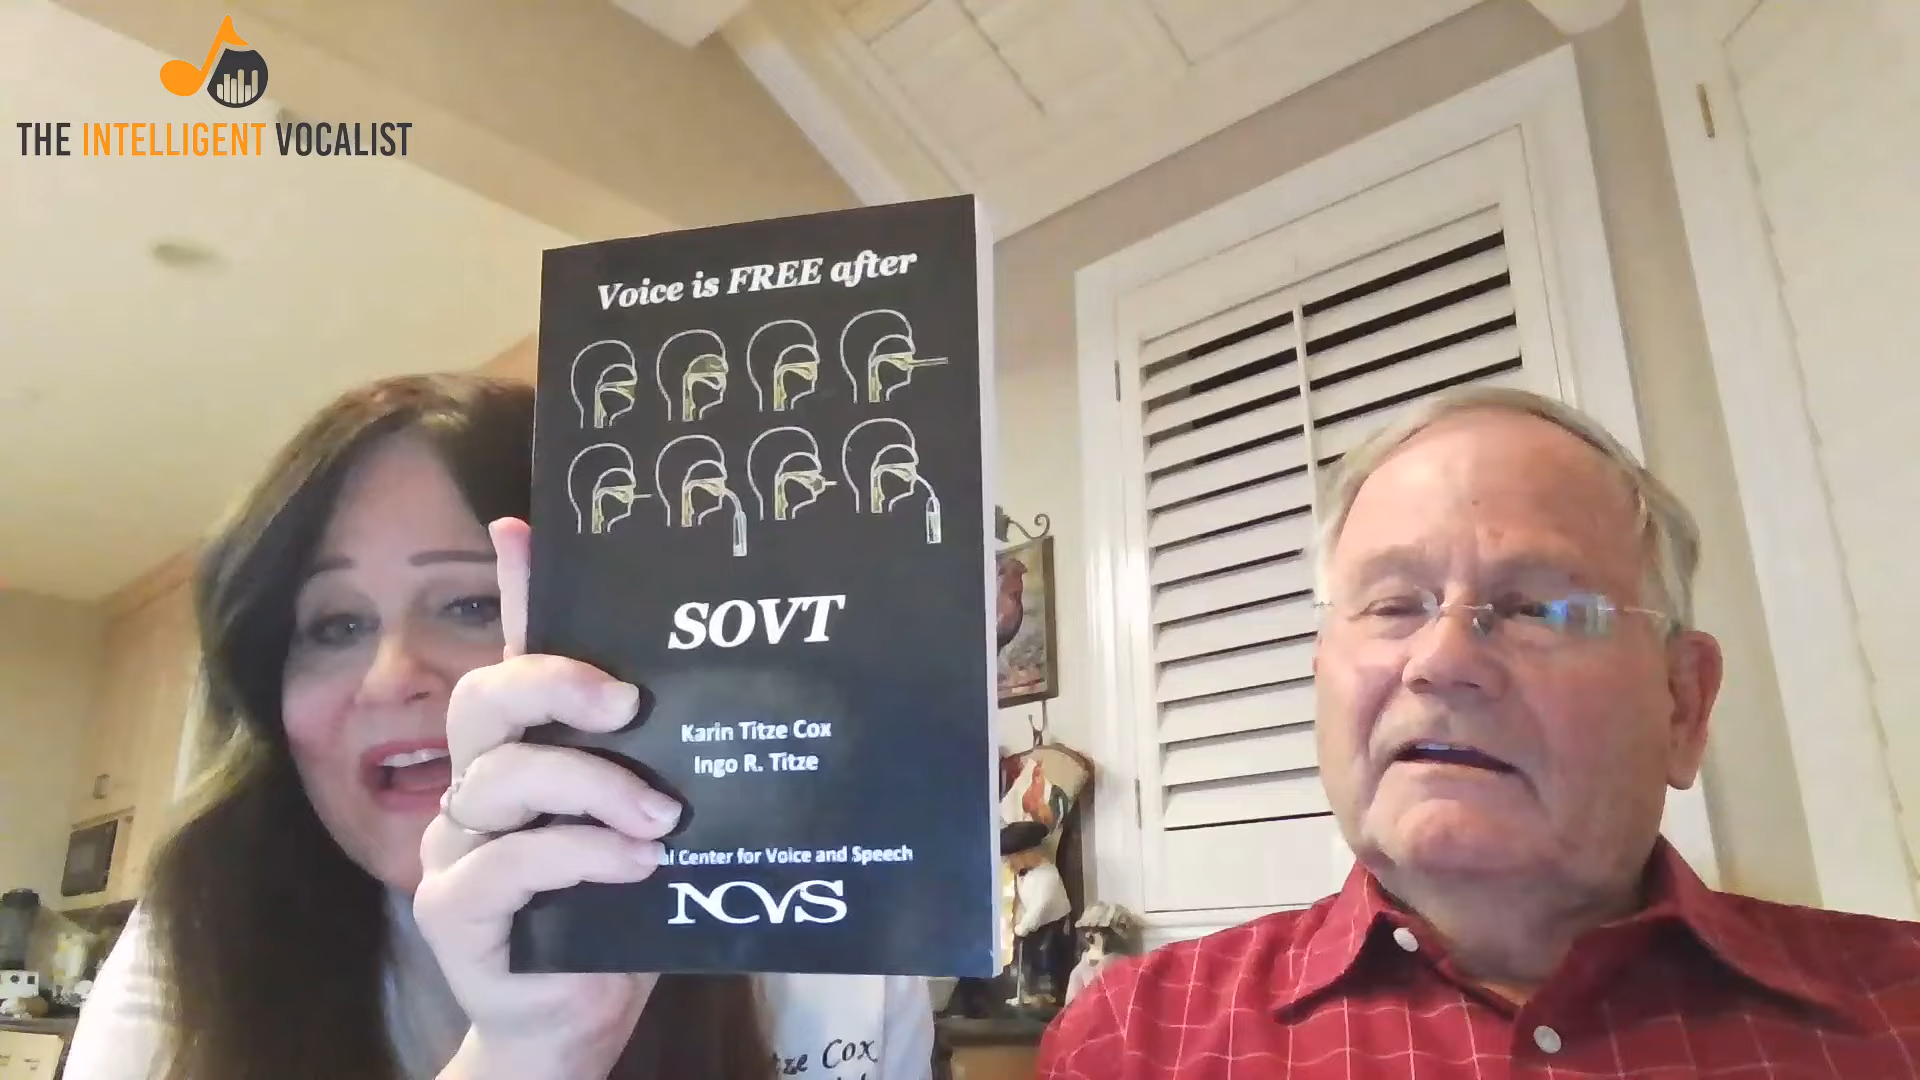 THE INTELLIGENT VOCALIST
Voice is FREE after
SOVT
Karin Titze Cox
Ingo R. Titze
Center for Voice and Speech
NCVS
Cox